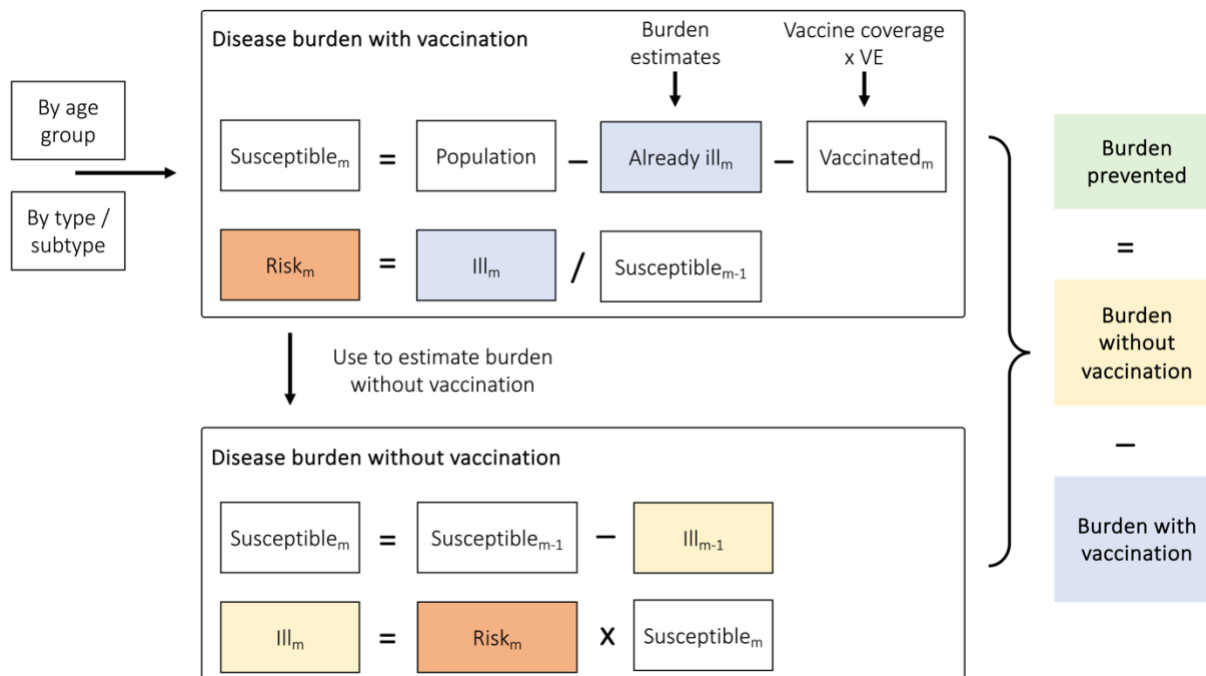 Disease burden with vaccination
Burden
estimates
Vaccine coverage
x VE
By age
group
By type /
subtype
Susceptibleₘ = Population − Already illₘ − Vaccinatedₘ
Riskₘ = Illₘ / Susceptibleₘ₋₁
Use to estimate burden
without vaccination
Disease burden without vaccination
Susceptibleₘ = Susceptibleₘ₋₁ − Illₘ₋₁
Illₘ = Riskₘ x Susceptibleₘ
Burden
prevented
=
Burden
without
vaccination
−
Burden with
vaccination